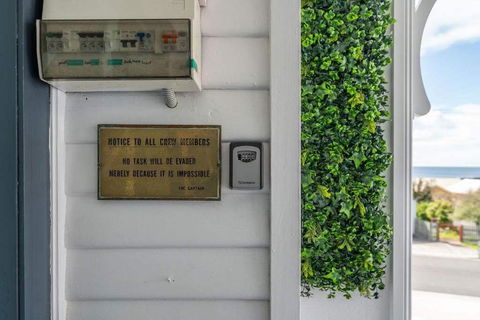 NOTICE TO ALL CREW MEMBERS
NO TASK WILL BE EVADED
MERELY BECAUSE IT IS IMPOSSIBLE
THE CAPTAIN